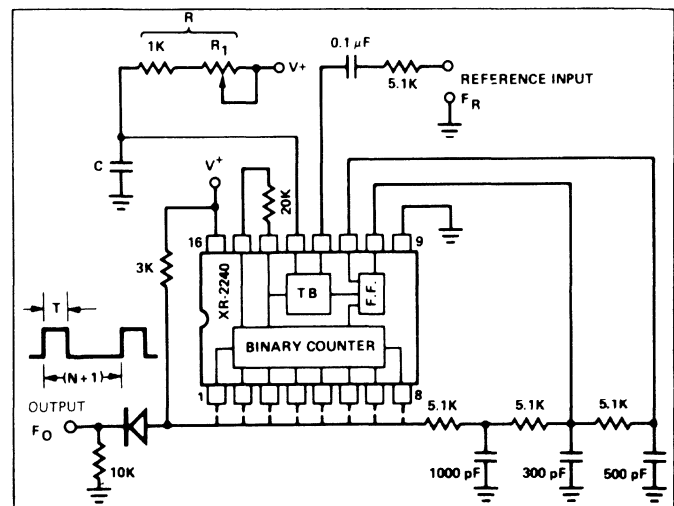 R
1K
R1
V+
0.1 μF
5.1K
REFERENCE INPUT
FR
C
V+
20K
3K
16
9
XR-2240
TB
F.F.
BINARY COUNTER
T
(N + 1)
1
8
OUTPUT
FO
10K
5.1K
5.1K
5.1K
1000 pF
300 pF
500 pF